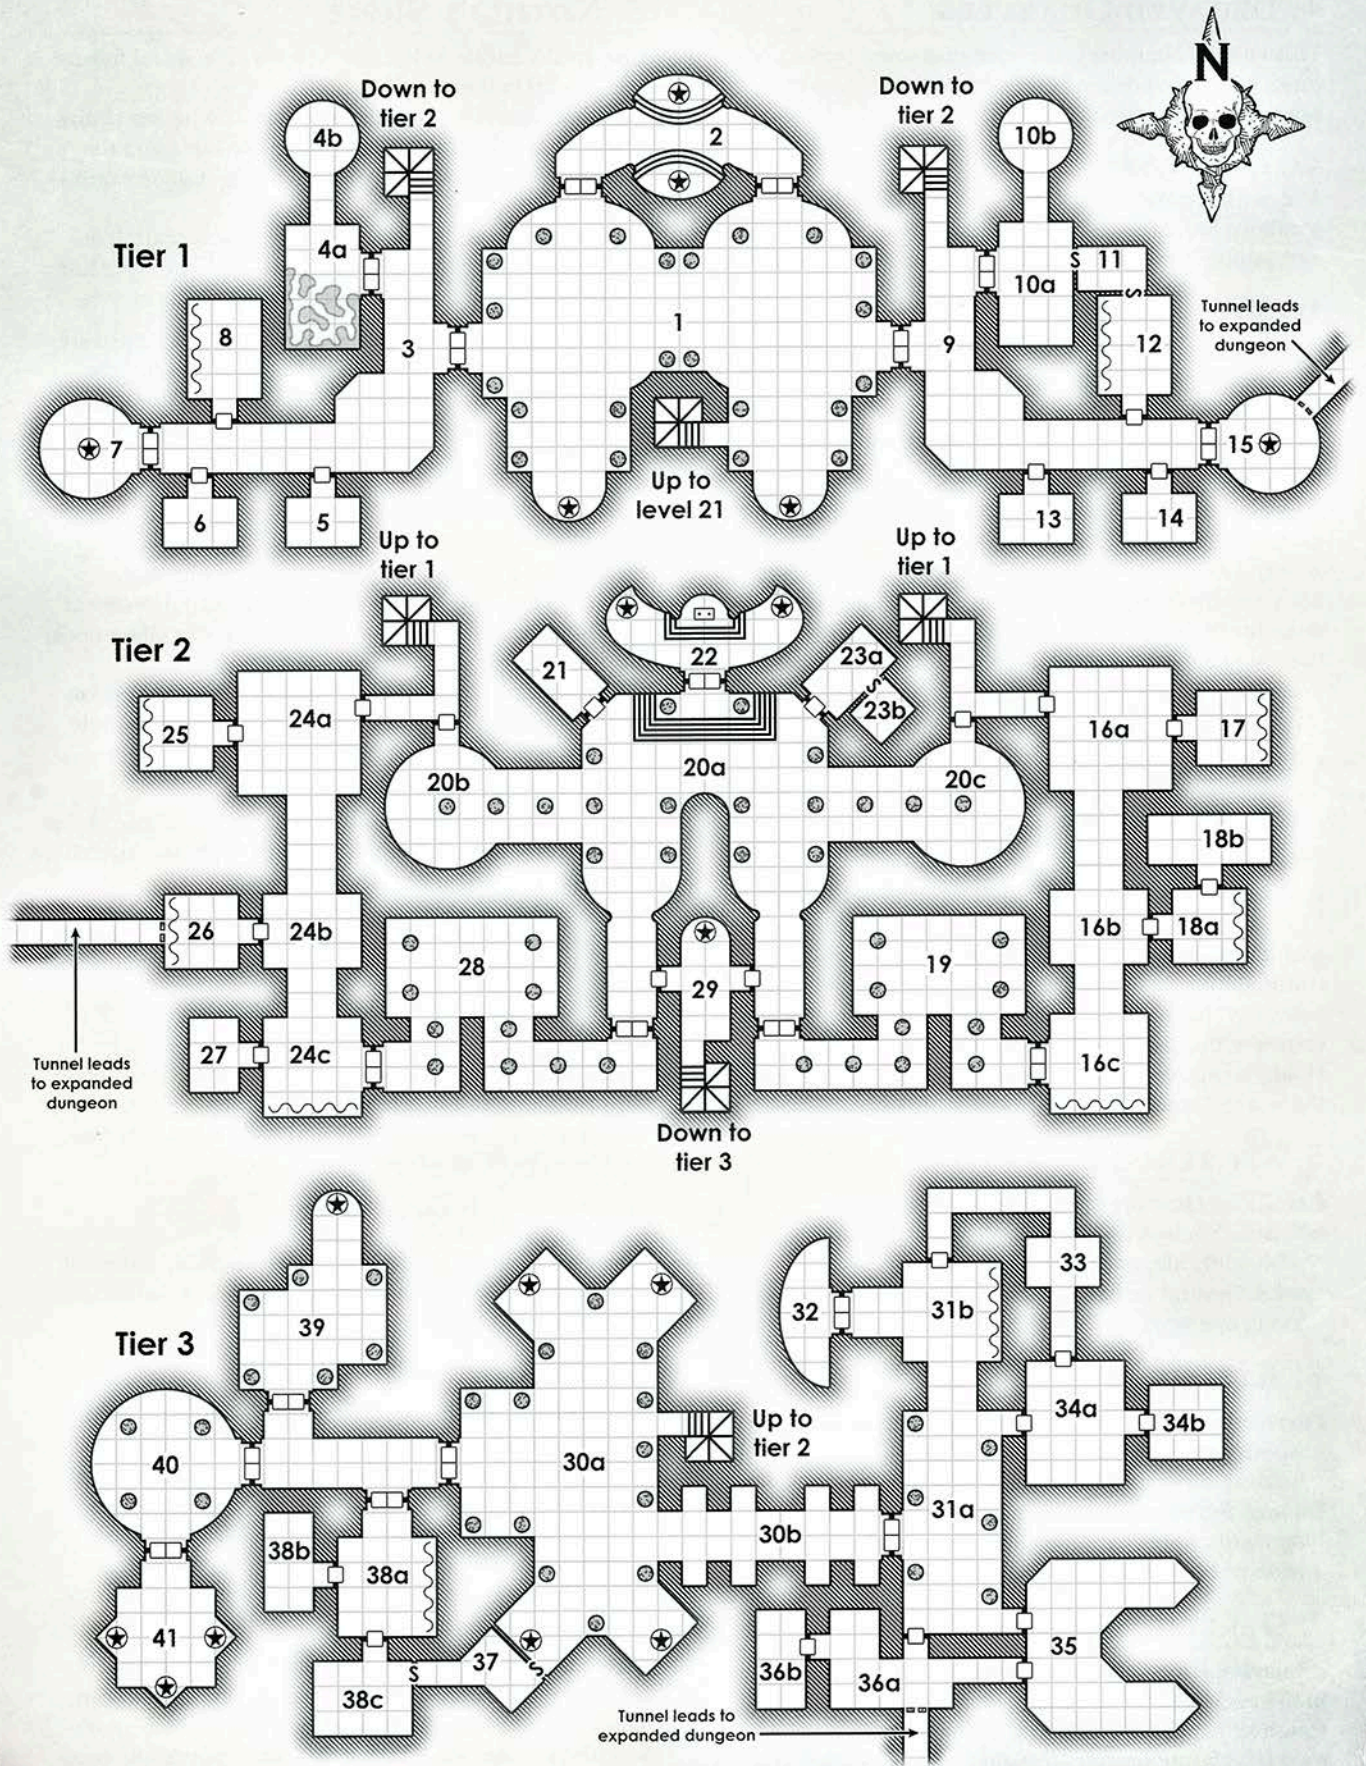 N
Down to
tier 2
Down to
tier 2
4b
2
10b
Tier 1
4a
S
11
10a
S
Tunnel leads
to expanded
dungeon
8
3
1
9
12
7
15
6
5
Up to
level 21
13
14
Up to
tier 1
Up to
tier 1
Tier 2
21
22
23a
S
23b
24a
25
16a
17
20b
20a
20c
18b
26
24b
16b
18a
28
19
29
27
24c
16c
Tunnel leads
to expanded
dungeon
Down to
tier 3
33
32
31b
39
Tier 3
34a
34b
Up to
tier 2
40
30a
31a
30b
38b
38a
41
37
S
S
38c
35
36b
36a
Tunnel leads to
expanded dungeon